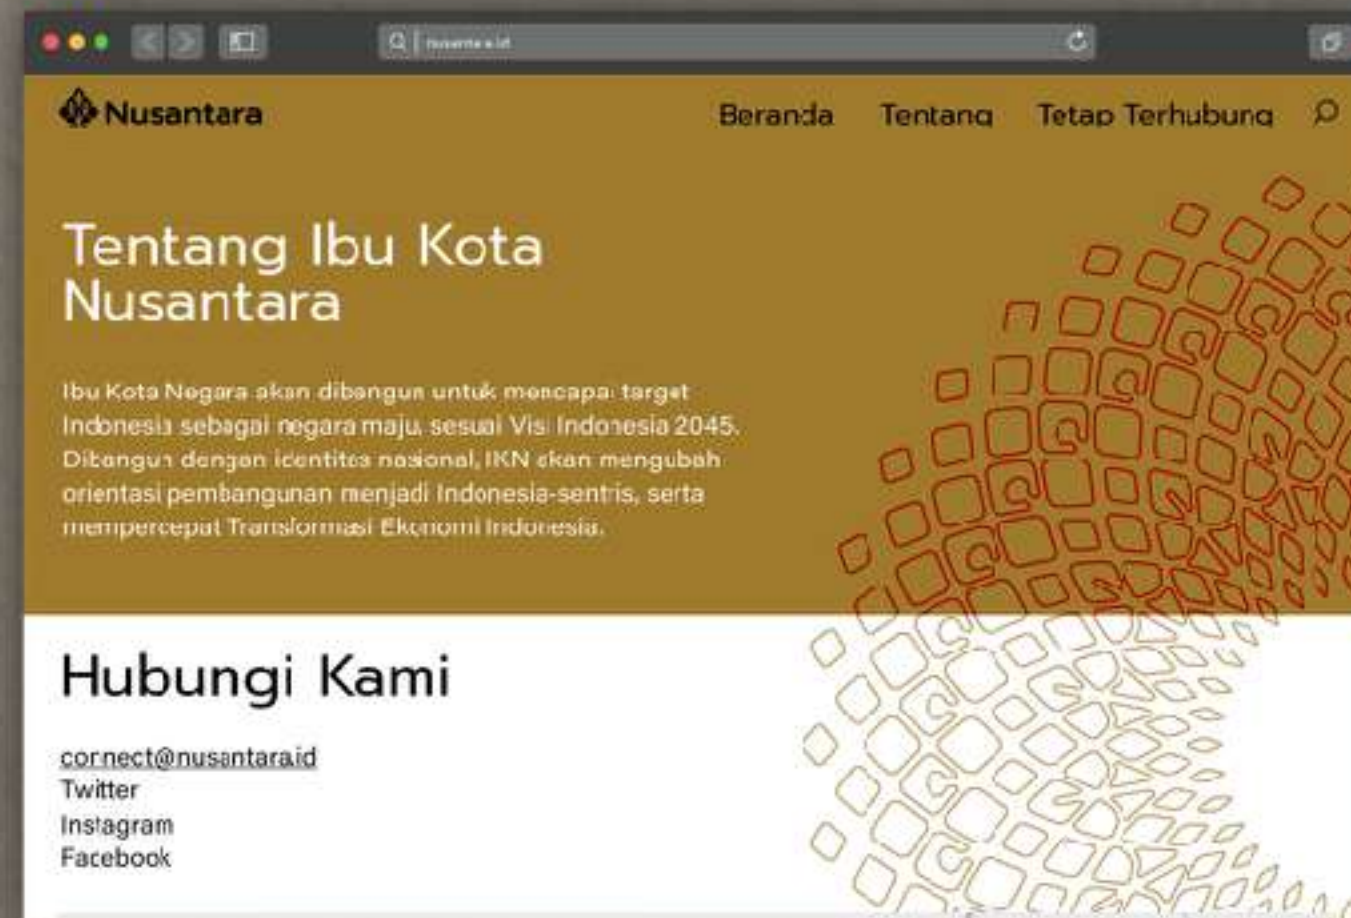 nusantara.id
Nusantara
Beranda Tentang Tetap Terhubung
Tentang Ibu Kota
Nusantara
Ibu Kota Negara akan dibangun untuk mencapai target
Indonesia sebagai negara maju, sesuai Visi Indonesia 2045.
Dibangun dengan identitas nasional, IKN akan mengubah
orientasi pembangunan menjadi Indonesia-sentris, serta
mempercepat Transformasi Ekonomi Indonesia.
Hubungi Kami
connect@nusantara.id
Twitter
Instagram
Facebook